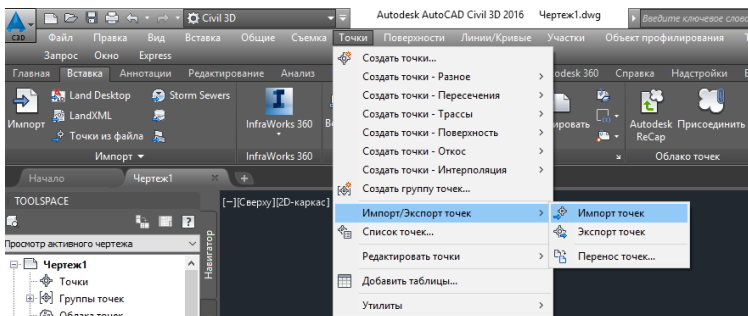 Civil 3D Autodesk AutoCAD Civil 3D 2016 Чертеж1.dwg Введите ключевое слово
C3D Файл Правка Вид Вставка Общие Съемка Точки Поверхности Линии/Кривые Участки Объект профилирования
Запрос Окно Express
Главная Вставка Аннотации Редактирование Анализ odesk 360 Справка Надстройки
Land Desktop Storm Sewers
LandXML
Импорт Точки из файла InfraWorks 360 ировать Autodesk ReCap Присоединить
Импорт InfraWorks 360 Облако точек
Начало Чертеж1
TOOLSPACE
[−][Сверху][2D-каркас]
Просмотр активного чертежа
Навигатор
Чертеж1
Точки
Группы точек
Облака точек
Создать точки...
Создать точки - Разное
Создать точки - Пересечения
Создать точки - Трассы
Создать точки - Поверхность
Создать точки - Откос
Создать точки - Интерполяция
Создать группу точек...
Импорт/Экспорт точек
Список точек...
Редактировать точки
Добавить таблицы...
Утилиты
Импорт точек
Экспорт точек
Перенос точек...